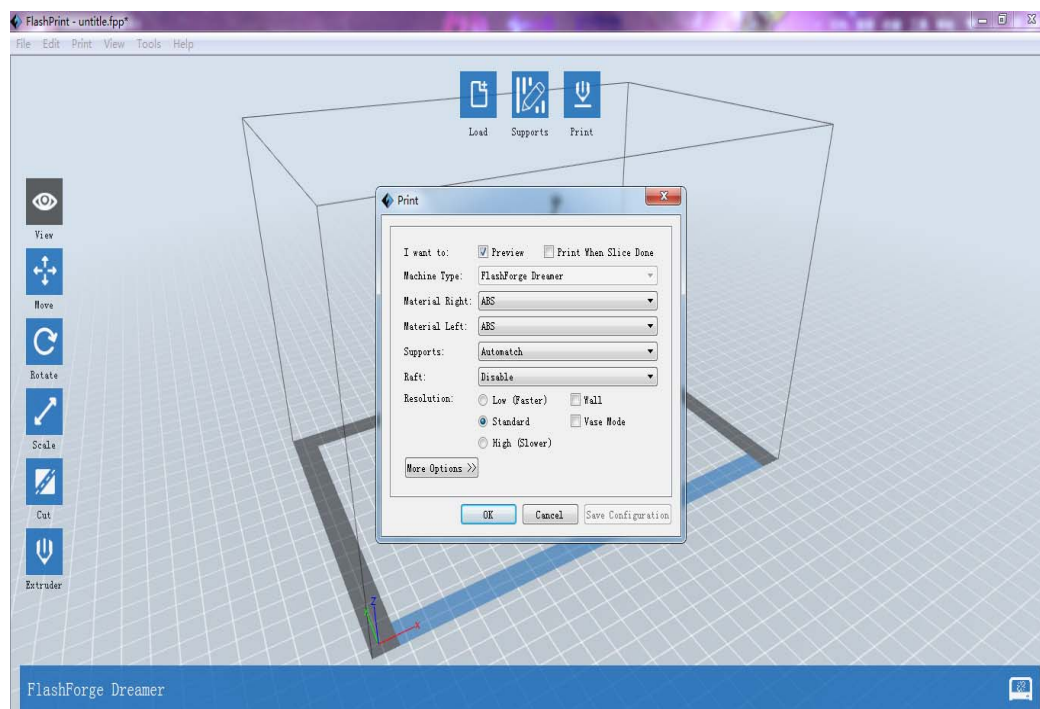 FlashPrint - untitle.fpp*
File Edit Print View Tools Help
Load Supports Print
View
Move
Rotate
Scale
Cut
Extruder
Print
I want to: Preview Print When Slice Done
Machine Type: FlashForge Dreamer
Material Right: ABS
Material Left: ABS
Supports: Automatch
Raft: Disable
Resolution: Low (Faster) Wall
Standard Vase Mode
High (Slower)
More Options >>
OK Cancel Save Configuration
Z
X
FlashForge Dreamer